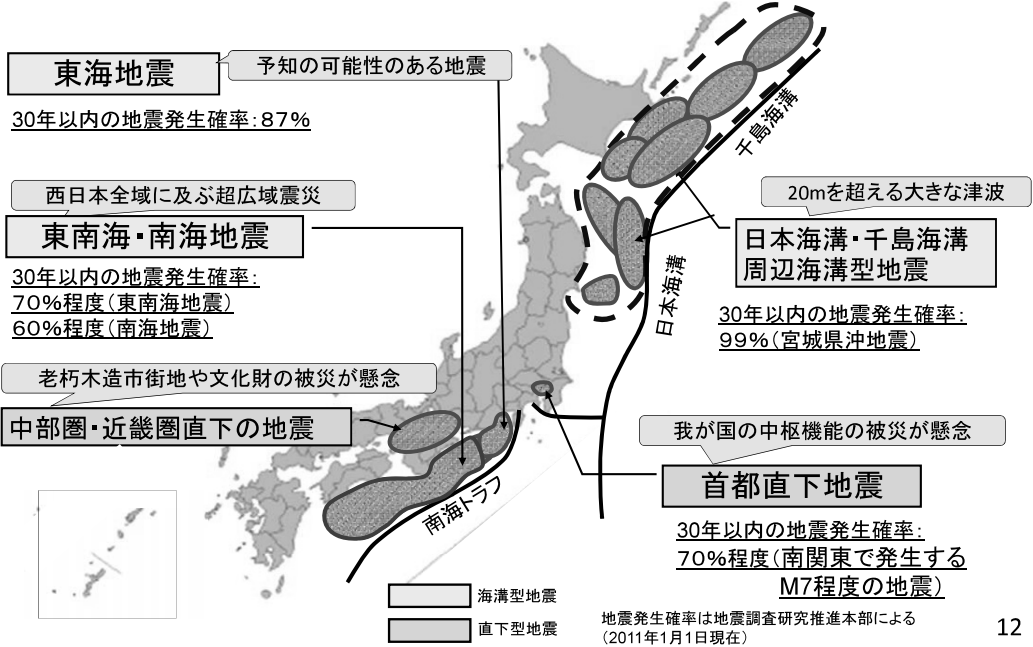 東海地震
予知の可能性のある地震
30年以内の地震発生確率：87％
西日本全域に及ぶ超広域震災
東南海・南海地震
30年以内の地震発生確率：
70％程度（東南海地震）
60％程度（南海地震）
老朽木造市街地や文化財の被災が懸念
中部圏・近畿圏直下の地震
千島海溝
20mを超える大きな津波
日本海溝・千島海溝
周辺海溝型地震
30年以内の地震発生確率：
99％（宮城県沖地震）
日本海溝
我が国の中枢機能の被災が懸念
首都直下地震
30年以内の地震発生確率：
70％程度（南関東で発生する
M7程度の地震）
南海トラフ
海溝型地震
直下型地震
地震発生確率は地震調査研究推進本部による
（2011年1月1日現在）
12